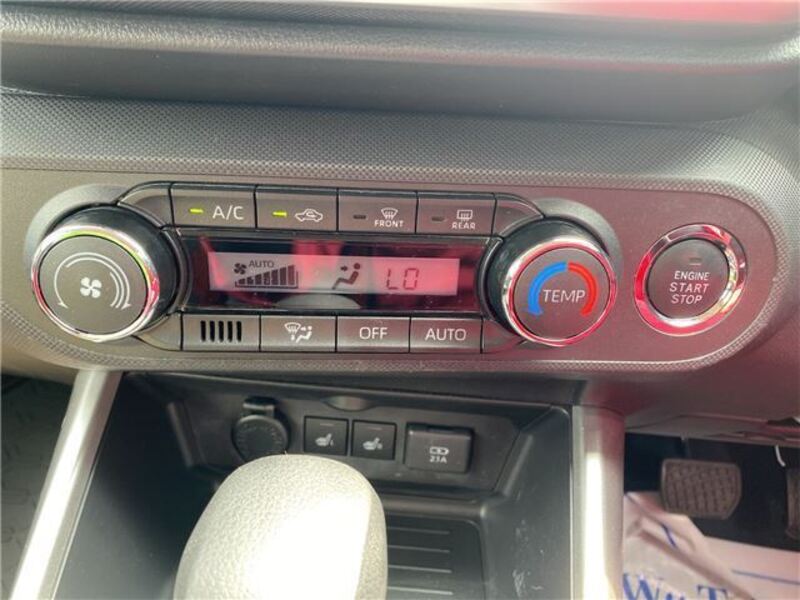 A/C
FRONT
REAR
AUTO
LO
TEMP
ENGINE
START
STOP
OFF
AUTO
23A